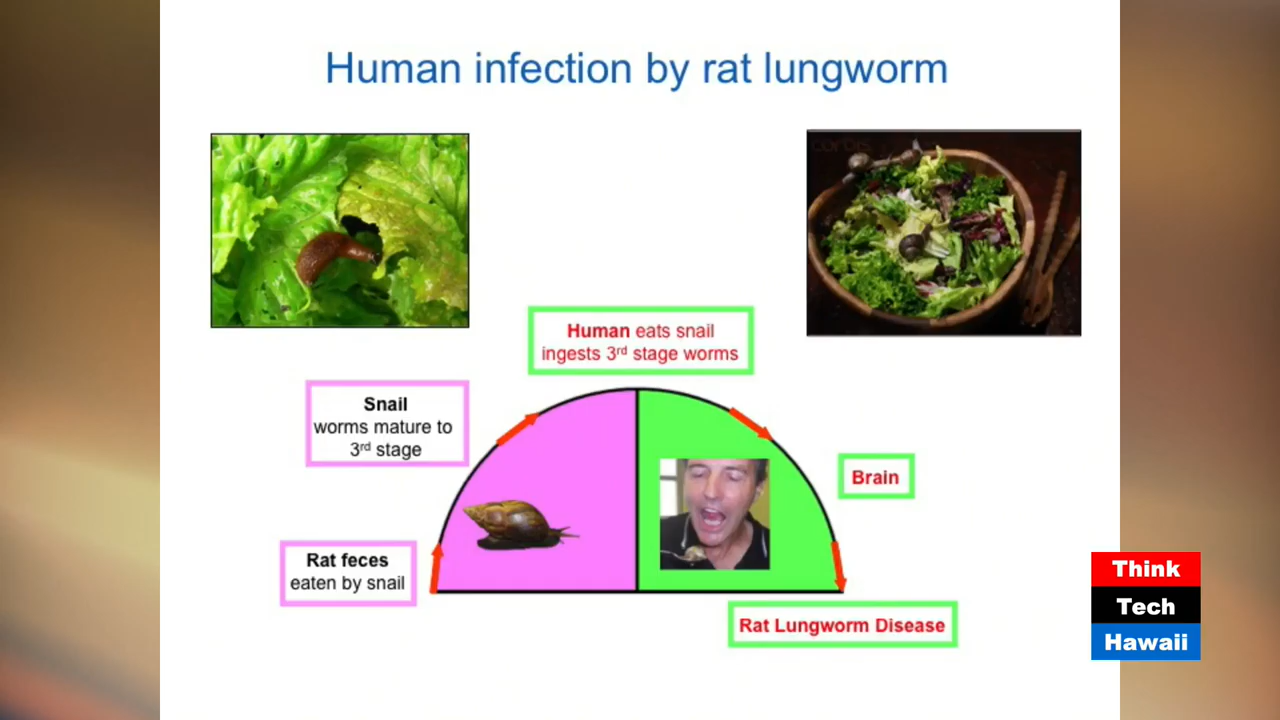 Human infection by rat lungworm
Human eats snail
ingests 3rd stage worms
Snail
worms mature to
3rd stage
Brain
Rat feces
eaten by snail
Rat Lungworm Disease
Think
Tech
Hawaii